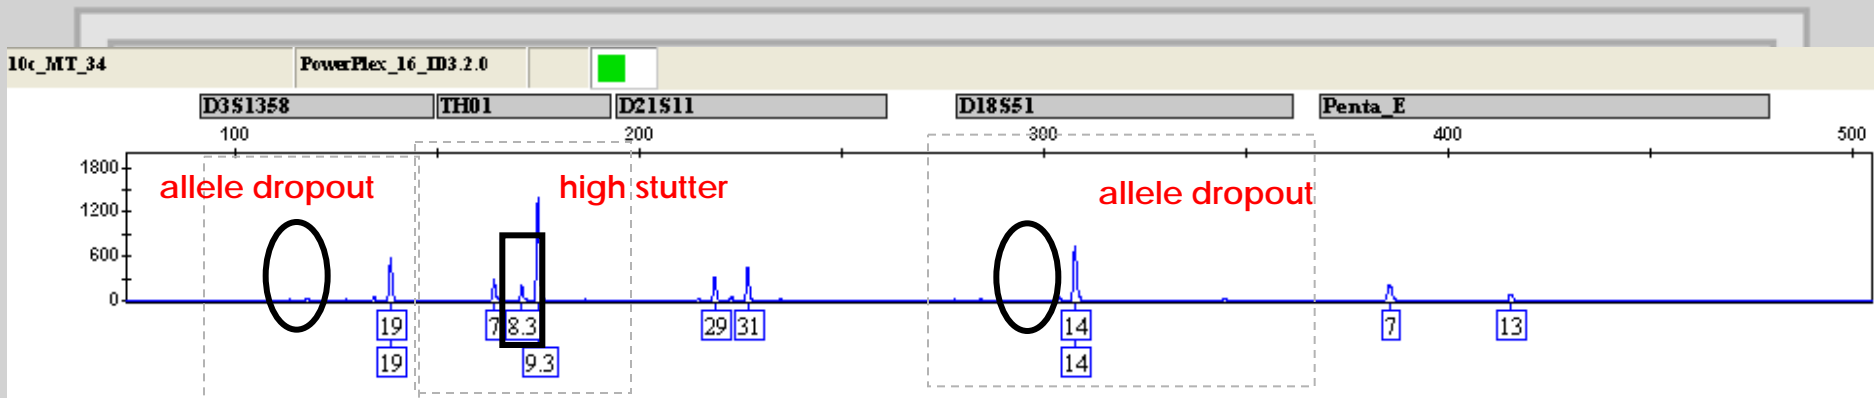 10c_MT_34 PowerPlex_16_ID3.2.0
D3S1358 TH01 D21S11 D18S51 Penta_E
100 200 300 400 500
1800
1200
600
0
allele dropout high stutter allele dropout
19 7 8.3 29 31 14 7 13
19 9.3 14